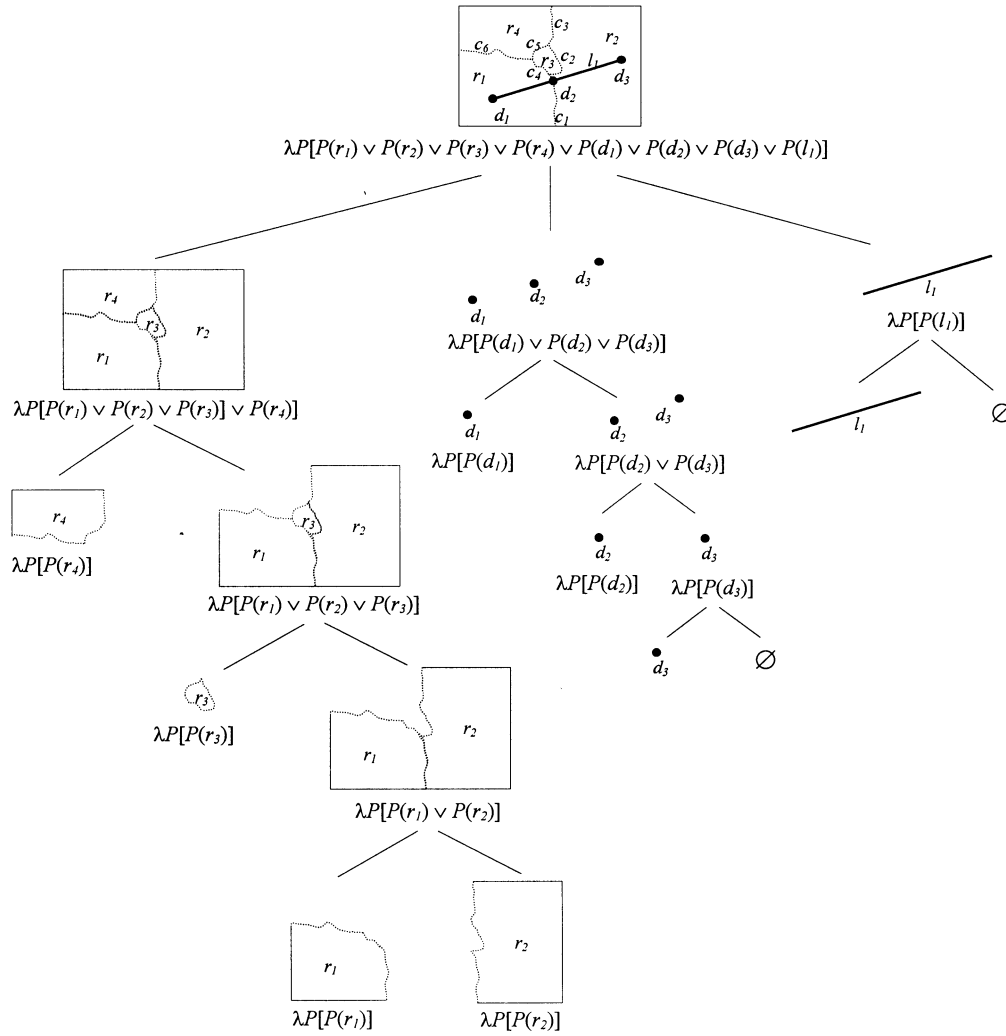 c₃
r₄ r₂
c₆ c₅ c₂
r₃ l₁
r₁ c₄ d₃
d₂
d₁ c₁
λP[P(r₁) ∨ P(r₂) ∨ P(r₃) ∨ P(r₄) ∨ P(d₁) ∨ P(d₂) ∨ P(d₃) ∨ P(l₁)]
r₄
r₃ r₂
r₁
λP[P(r₁) ∨ P(r₂) ∨ P(r₃)] ∨ P(r₄)]
d₃
d₂
d₁
λP[P(d₁) ∨ P(d₂) ∨ P(d₃)]
l₁
λP[P(l₁)]
r₄
λP[P(r₄)]
r₃ r₂
r₁
λP[P(r₁) ∨ P(r₂) ∨ P(r₃)]
d₁
λP[P(d₁)]
d₃
d₂
λP[P(d₂) ∨ P(d₃)]
l₁
∅
d₂
λP[P(d₂)]
d₃
λP[P(d₃)]
d₃
∅
r₃
λP[P(r₃)]
r₁ r₂
λP[P(r₁) ∨ P(r₂)]
r₁
λP[P(r₁)]
r₂
λP[P(r₂)]